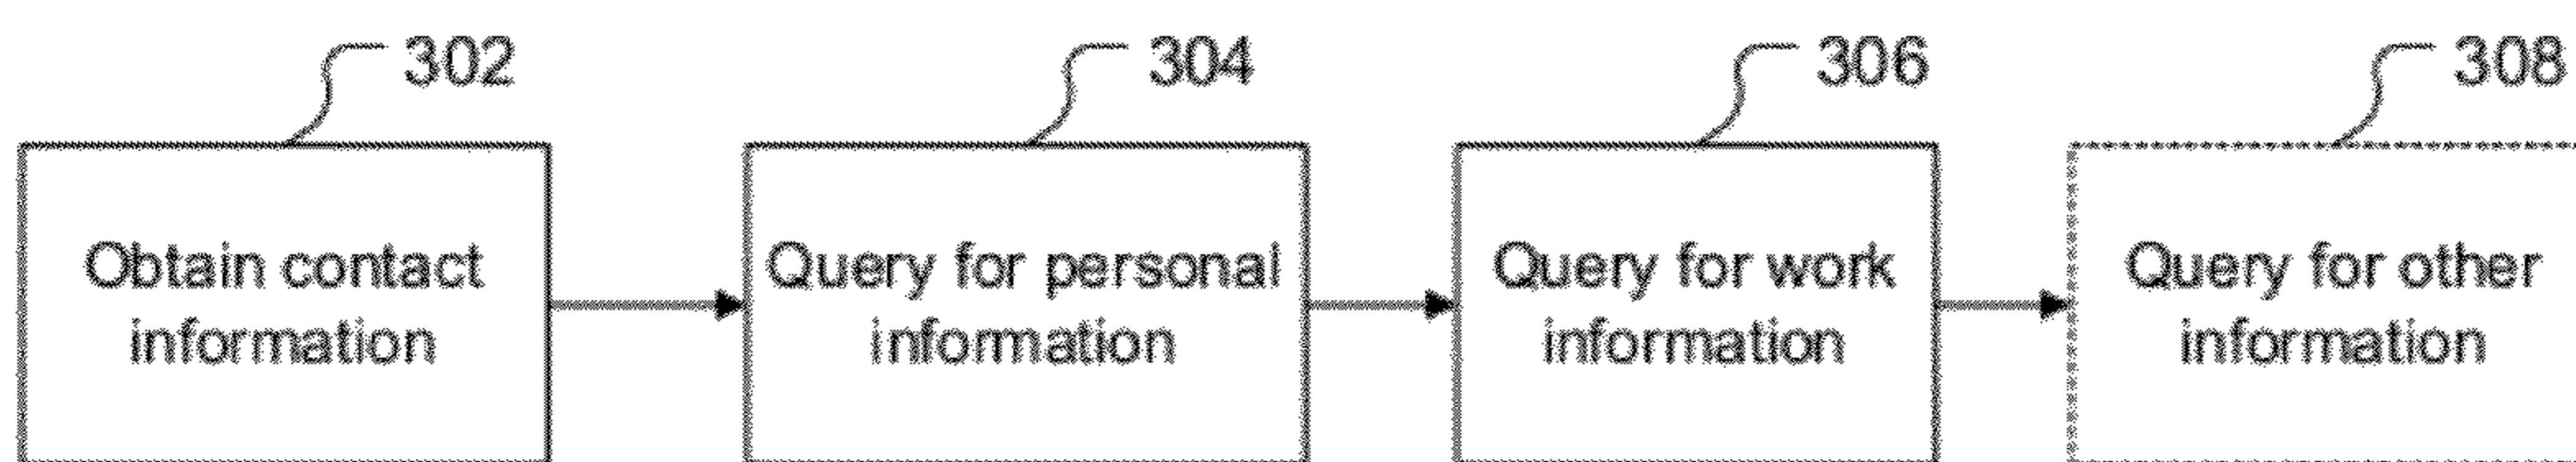 302
304
306
308
Obtain contact
information
Query for personal
information
Query for work
information
Query for other
information